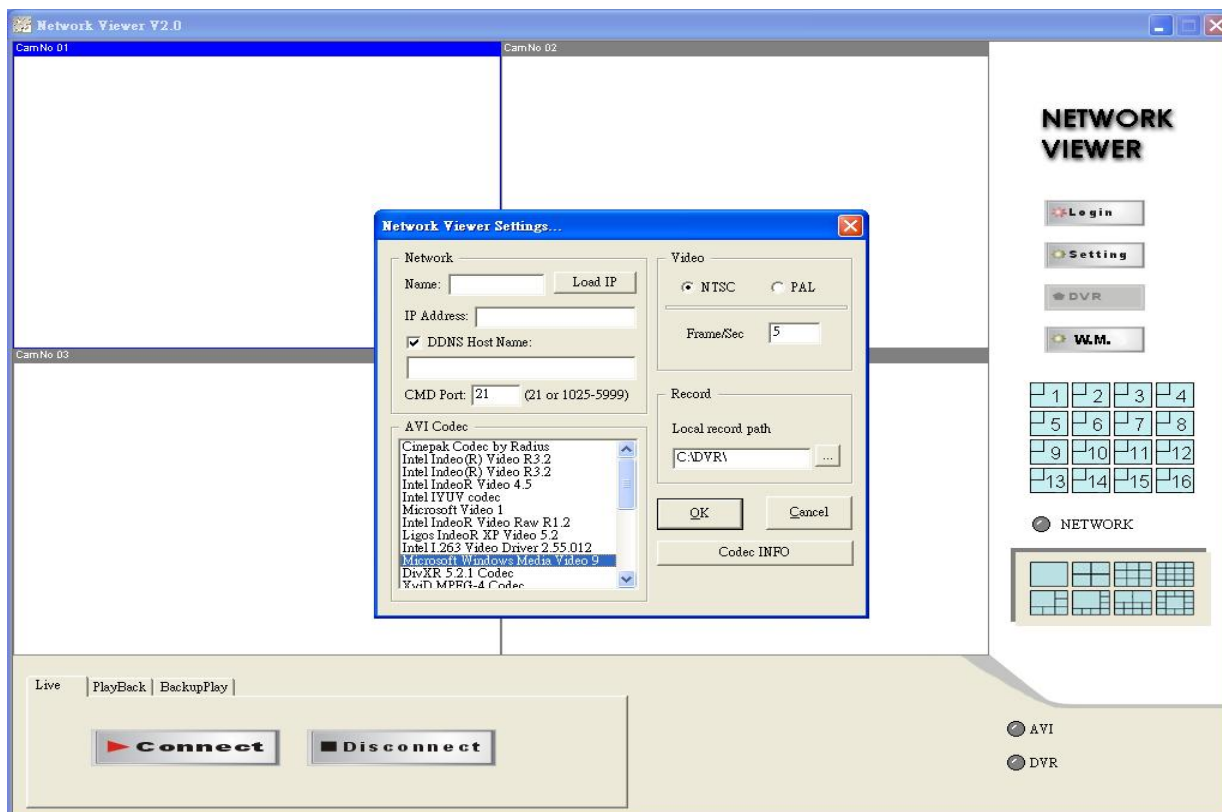 Network Viewer V2.0
CamNo 01
CamNo 02
CamNo 03
NETWORK
VIEWER
Login
Setting
DVR
W.M.
1 2 3 4
5 6 7 8
9 10 11 12
13 14 15 16
NETWORK
Network Viewer Settings...
Network
Name:
Load IP
IP Address:
DDNS Host Name:
CMD Port: 21 (21 or 1025-5999)
AVI Codec
Cinepak Codec by Radius
Intel Indeo(R) Video R3.2
Intel Indeo(R) Video R3.2
Intel IndeoR Video 4.5
Intel IYUV codec
Microsoft Video 1
Intel IndeoR Video Raw R1.2
Ligos IndeoR XP Video 5.2
Intel I.263 Video Driver 2.55.012
Microsoft Windows Media Video 9
DivXR 5.2.1 Codec
XviD MPEG-4 Codec
Video
NTSC
PAL
Frame/Sec 5
Record
Local record path
C:\DVR\
...
OK
Cancel
Codec INFO
Live
PlayBack
BackupPlay
Connect
Disconnect
AVI
DVR